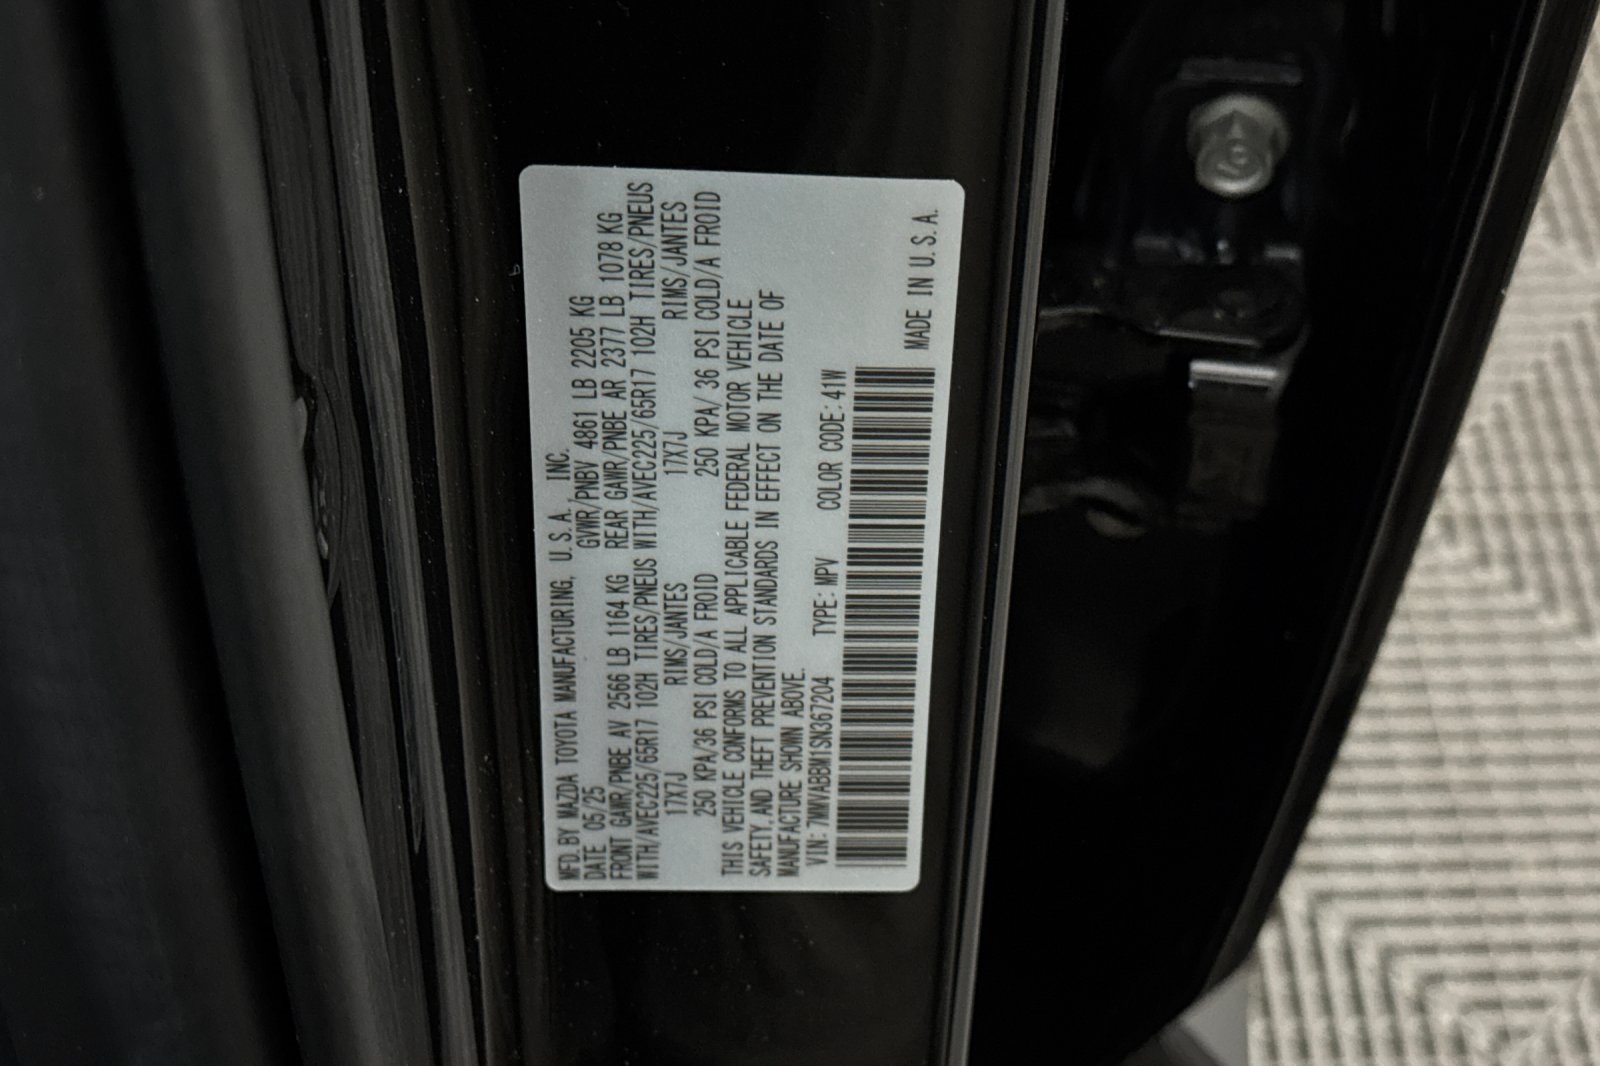 MFD. BY MAZDA TOYOTA MANUFACTURING, U.S.A., INC.
DATE 05/25 GVWR/PNBV 4861 LB 2205 KG
FRONT GAWR/PNBE AV 2566 LB 1164 KG REAR GAWR/PNBE AR 2377 LB 1078 KG
WITH/AVEC225/65R17 102H TIRES/PNEUS WITH/AVEC225/65R17 102H TIRES/PNEUS
17X7J RIMS/JANTES 17X7J RIMS/JANTES
250 KPA/36 PSI COLD/A FROID 250 KPA/ 36 PSI COLD/A FROID
THIS VEHICLE CONFORMS TO ALL APPLICABLE FEDERAL MOTOR VEHICLE
SAFETY, AND THEFT PREVENTION STANDARDS IN EFFECT ON THE DATE OF
MANUFACTURE SHOWN ABOVE.
VIN: 7MMVABBM1SN367204 TYPE: MPV COLOR CODE: 41W
MADE IN U.S.A.